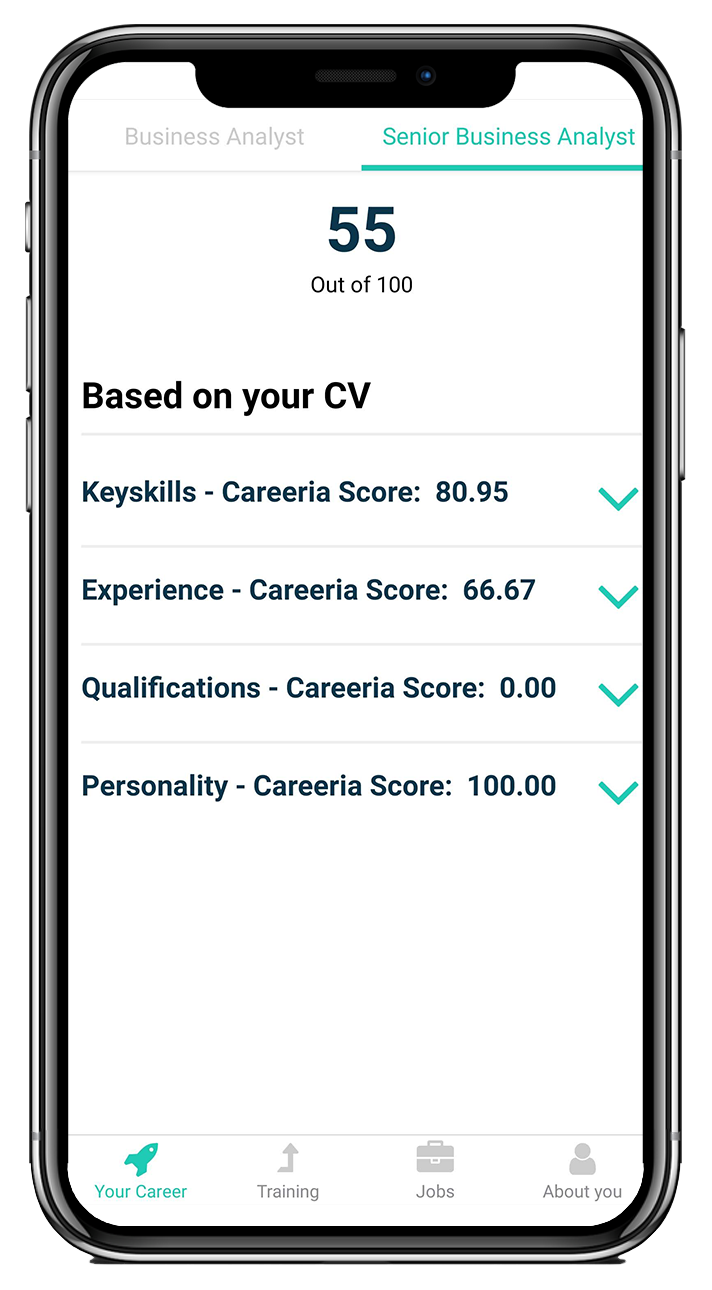 Business Analyst
Senior Business Analyst
55
Out of 100
Based on your CV
Keyskills - Careeria Score: 80.95
Experience - Careeria Score: 66.67
Qualifications - Careeria Score: 0.00
Personality - Careeria Score: 100.00
Your Career
Training
Jobs
About you